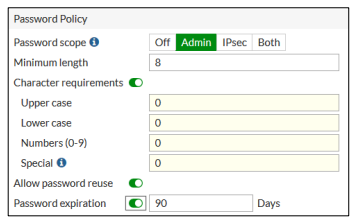 Password Policy
Password scope Off Admin IPsec Both
Minimum length 8
Character requirements
Upper case 0
Lower case 0
Numbers (0-9) 0
Special 0
Allow password reuse
Password expiration 90 Days